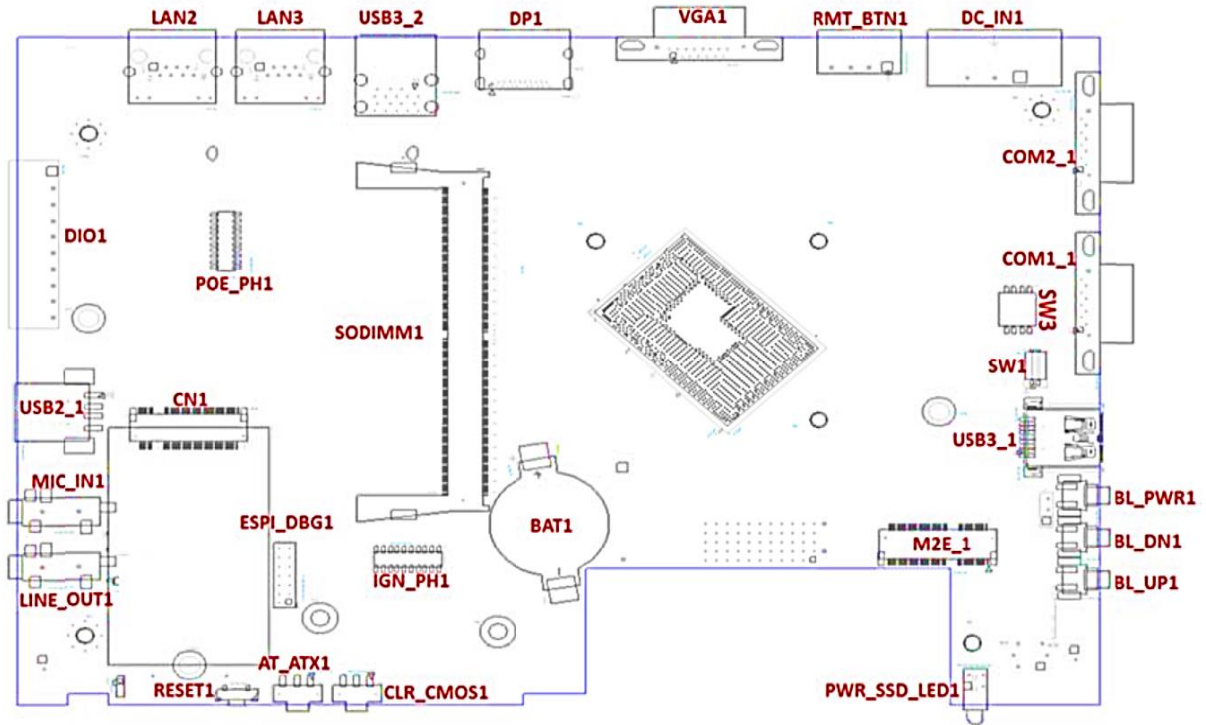 LAN2
LAN3
USB3_2
DP1
VGA1
RMT_BTN1
DC_IN1
COM2_1
DIO1
POE_PH1
COM1_1
SW3
SODIMM1
SW1
USB2_1
CN1
USB3_1
MIC_IN1
BL_PWR1
ESPI_DBG1
BAT1
M2E_1
BL_DN1
IGN_PH1
BL_UP1
LINE_OUT1
AT_ATX1
RESET1
CLR_CMOS1
PWR_SSD_LED1